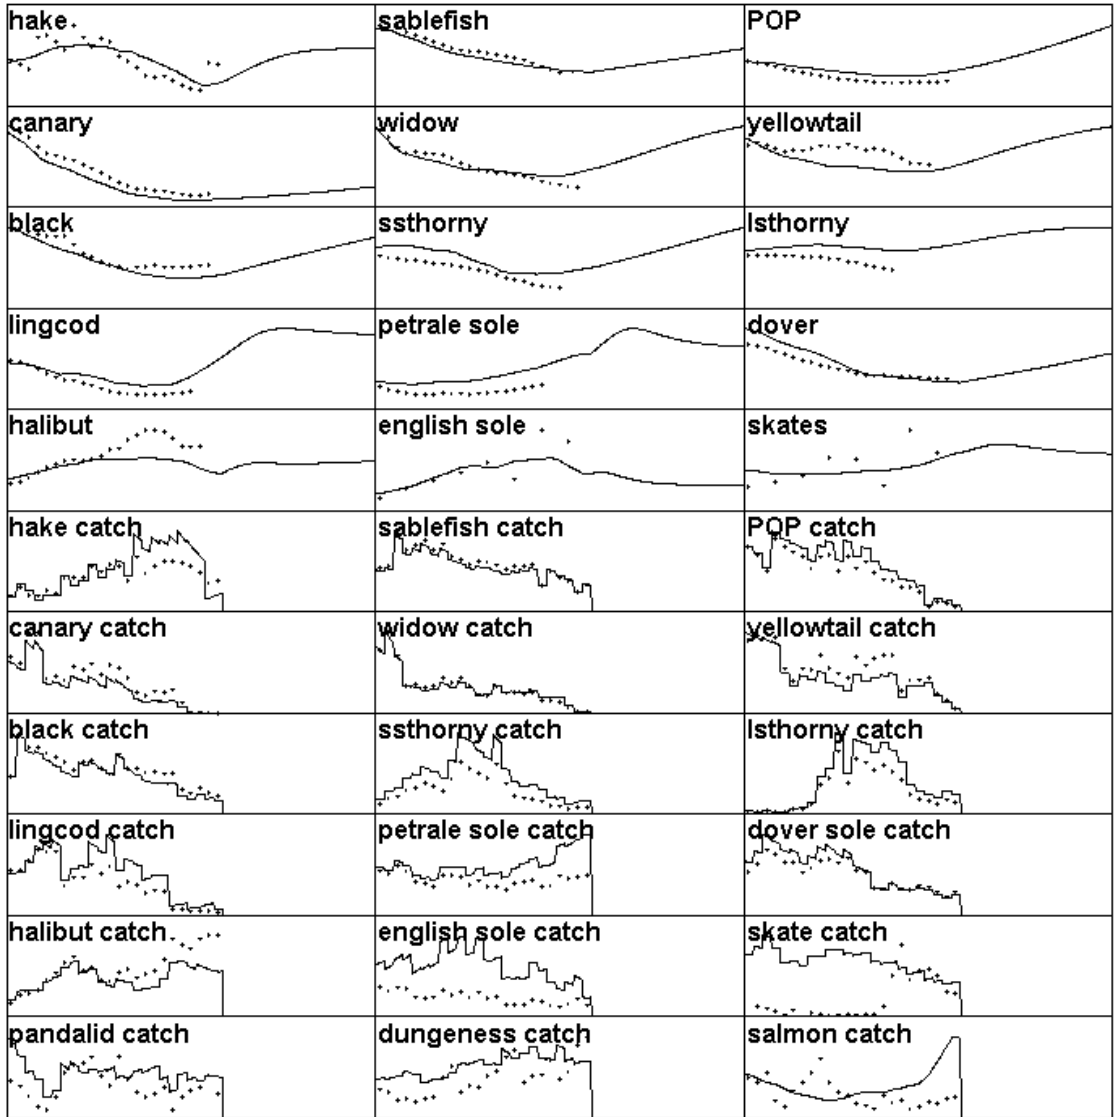 hake sablefish POP
canary widow yellowtail
black ssthorny lsthorny
lingcod petrale sole dover
halibut english sole skates
hake catch sablefish catch POP catch
canary catch widow catch yellowtail catch
black catch ssthorny catch lsthorny catch
lingcod catch petrale sole catch dover sole catch
halibut catch english sole catch skate catch
pandalid catch dungeness catch salmon catch